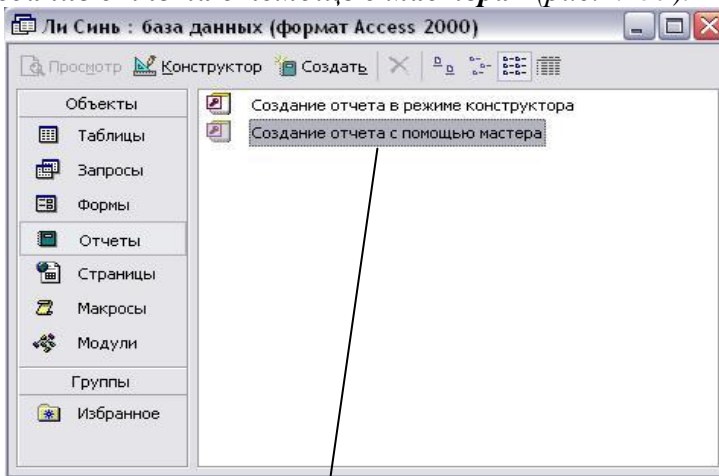 Ли Синь : база данных (формат Access 2000)
Просмотр Конструктор Создать
Объекты
Таблицы
Запросы
Формы
Отчеты
Страницы
Макросы
Модули
Группы
Избранное
Создание отчета в режиме конструктора
Создание отчета с помощью мастера